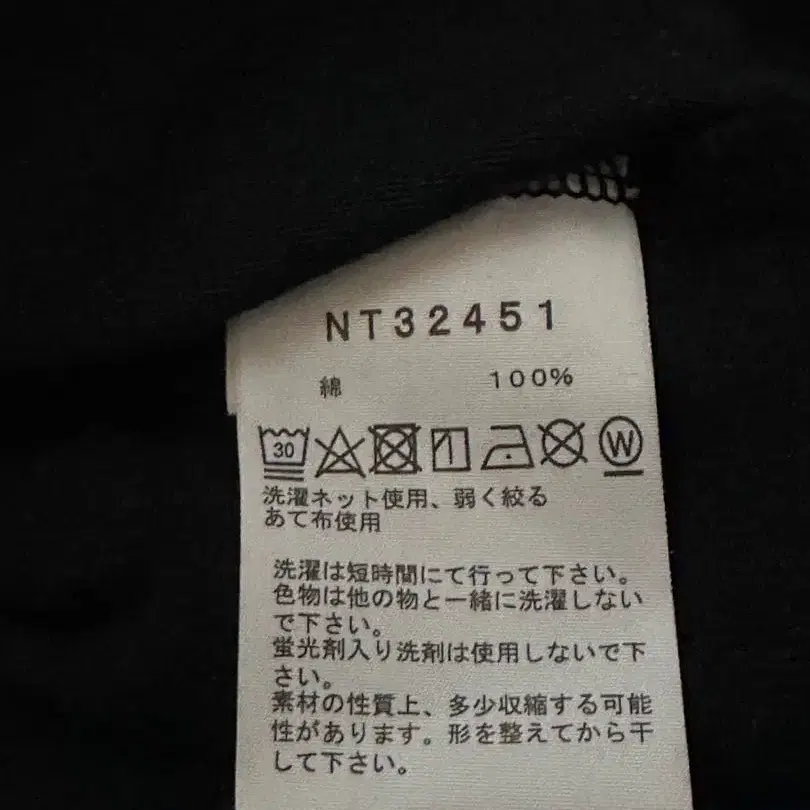 NT32451
綿 100%
30 W
洗濯ネット使用、弱く絞る
あて布使用
洗濯は短時間にて行って下さい。
色物は他の物と一緒に洗濯しない
で下さい。
蛍光剤入り洗剤は使用しないで下
さい。
素材の性質上、多少収縮する可能
性があります。形を整えてから干
して下さい。